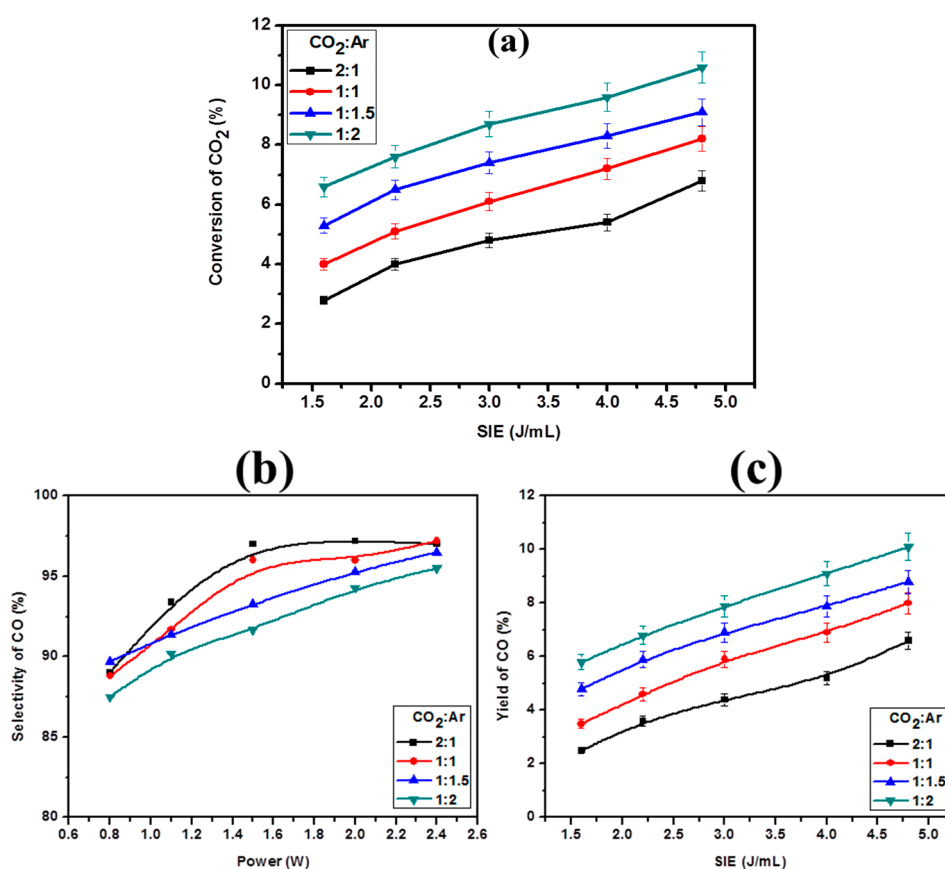 (a)
CO₂:Ar
2:1
1:1
1:1.5
1:2
Conversion of CO₂ (%)
12
10
8
6
4
2
0
1.5 2.0 2.5 3.0 3.5 4.0 4.5 5.0
SIE (J/mL)
(b)
Selectivity of CO (%)
100
95
90
85
80
CO₂:Ar
2:1
1:1
1:1.5
1:2
0.6 0.8 1.0 1.2 1.4 1.6 1.8 2.0 2.2 2.4 2.6
Power (W)
(c)
Yield of CO (%)
12
10
8
6
4
2
0
CO₂:Ar
2:1
1:1
1:1.5
1:2
1.5 2.0 2.5 3.0 3.5 4.0 4.5 5.0
SIE (J/mL)